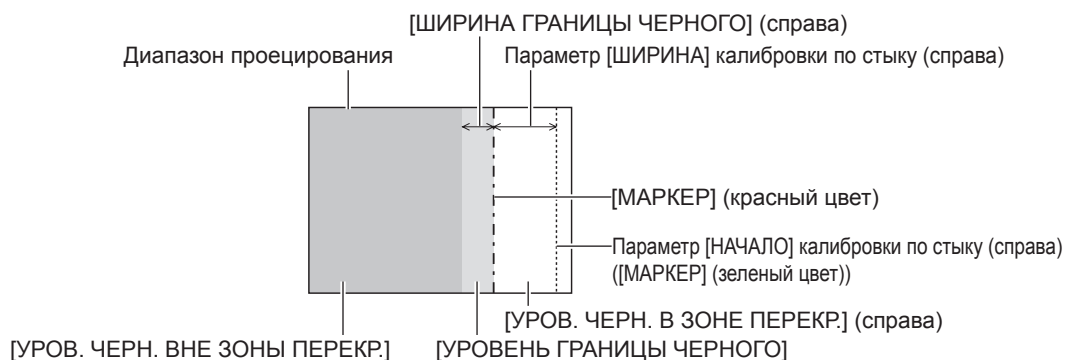 [ШИРИНА ГРАНИЦЫ ЧЕРНОГО] (справа)
Диапазон проецирования
Параметр [ШИРИНА] калибровки по стыку (справа)
[МАРКЕР] (красный цвет)
Параметр [НАЧАЛО] калибровки по стыку (справа)
([МАРКЕР] (зеленый цвет))
[УРОВ. ЧЕРН. В ЗОНЕ ПЕРЕКР.] (справа)
[УРОВ. ЧЕРН. ВНЕ ЗОНЫ ПЕРЕКР.]
[УРОВЕНЬ ГРАНИЦЫ ЧЕРНОГО]